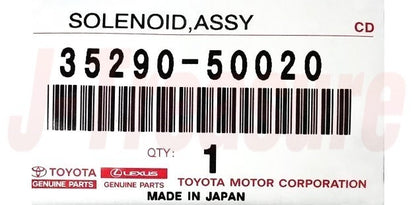 SOLENOID,ASSY
CD
35290-50020
QTY: 1
TOYOTA
GENUINE PARTS
LEXUS
GENUINE PARTS
TOYOTA MOTOR CORPORATION
MADE IN JAPAN